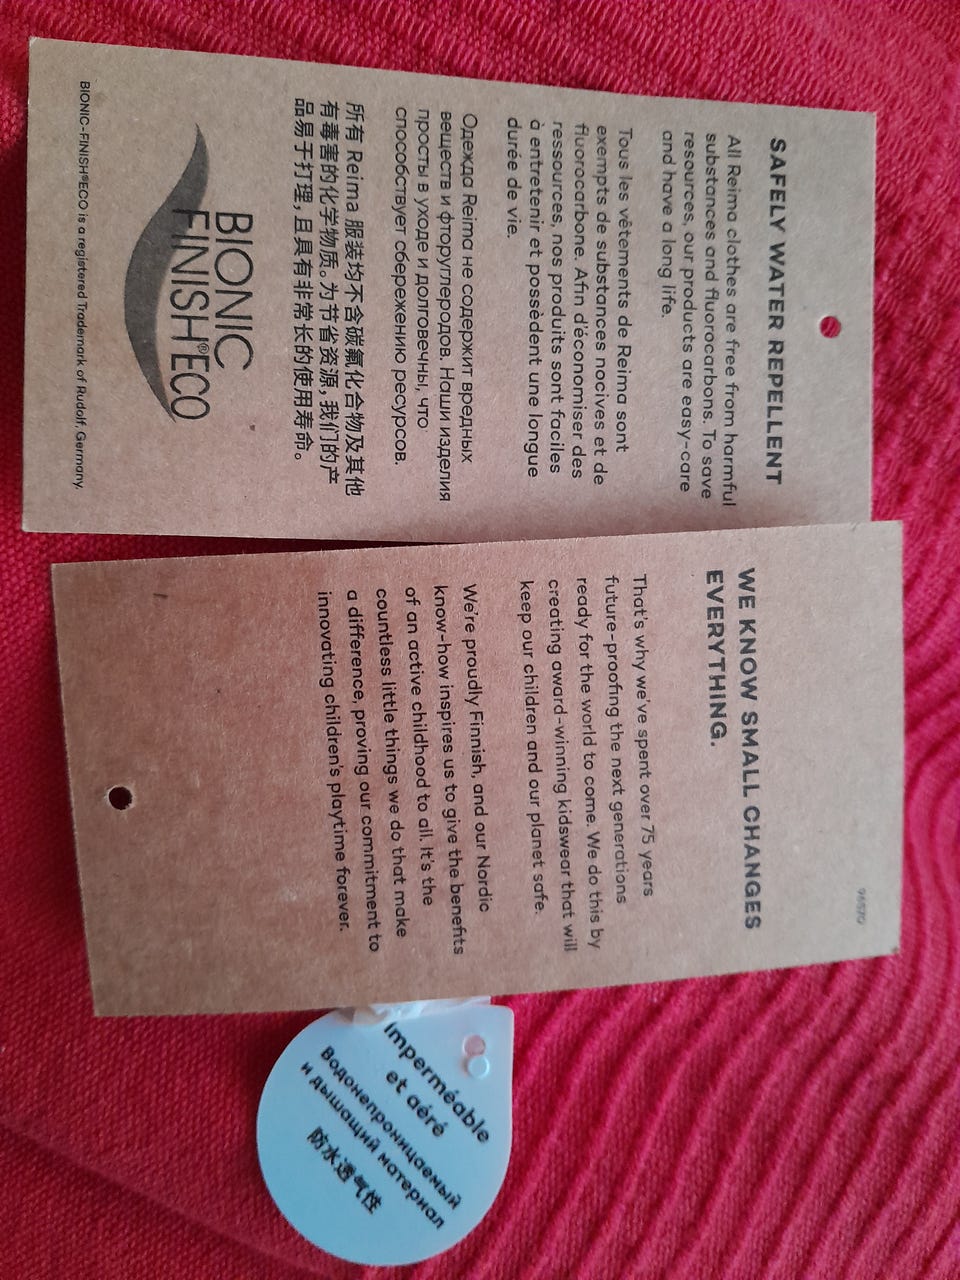 SAFELY WATER REPELLENT
All Reima clothes are free from harmful
substances and fluorocarbons. To save
resources, our products are easy-care
and have a long life.
Tous les vêtements de Reima sont
exempts de substances nocives et de
fluorocarbone. Afin d'économiser des
ressources, nos produits sont faciles
à entretenir et possèdent une longue
durée de vie.
Одежда Reima не содержит вредных
веществ и фторуглеродов. Наши изделия
просты в уходе и долговечны, что
способствует сбережению ресурсов.
所有 Reima 服装均不含碳氟化合物及其他
有毒害的化学物质。为节省资源，我们的产
品易于打理，且具有非常长的使用寿命。
BIONIC
FINISH®ECO
BIONIC-FINISH®ECO is a registered Trademark of Rudolf, Germany.
96570
WE KNOW SMALL CHANGES
EVERYTHING.
That's why we've spent over 75 years
future-proofing the next generations
ready for the world to come. We do this by
creating award-winning kidswear that will
keep our children and our planet safe.
We're proudly Finnish, and our Nordic
know-how inspires us to give the benefits
of an active childhood to all. It's the
countless little things we do that make
a difference, proving our commitment to
innovating children's playtime forever.
Imperméable
et aéré
Водонепроницаемый
и дышащий материал
防水透气性